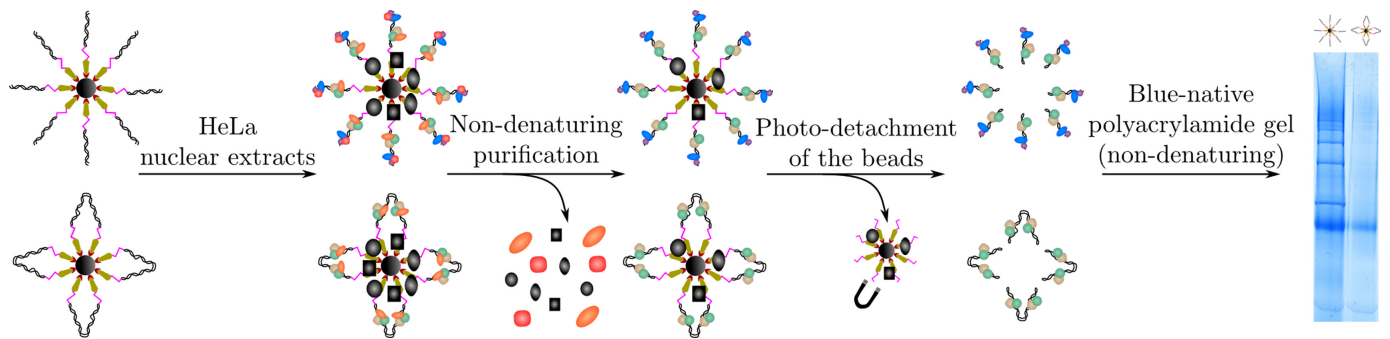 HeLa
nuclear extracts
Non-denaturing
purification
Photo-detachment
of the beads
Blue-native
polyacrylamide gel
(non-denaturing)